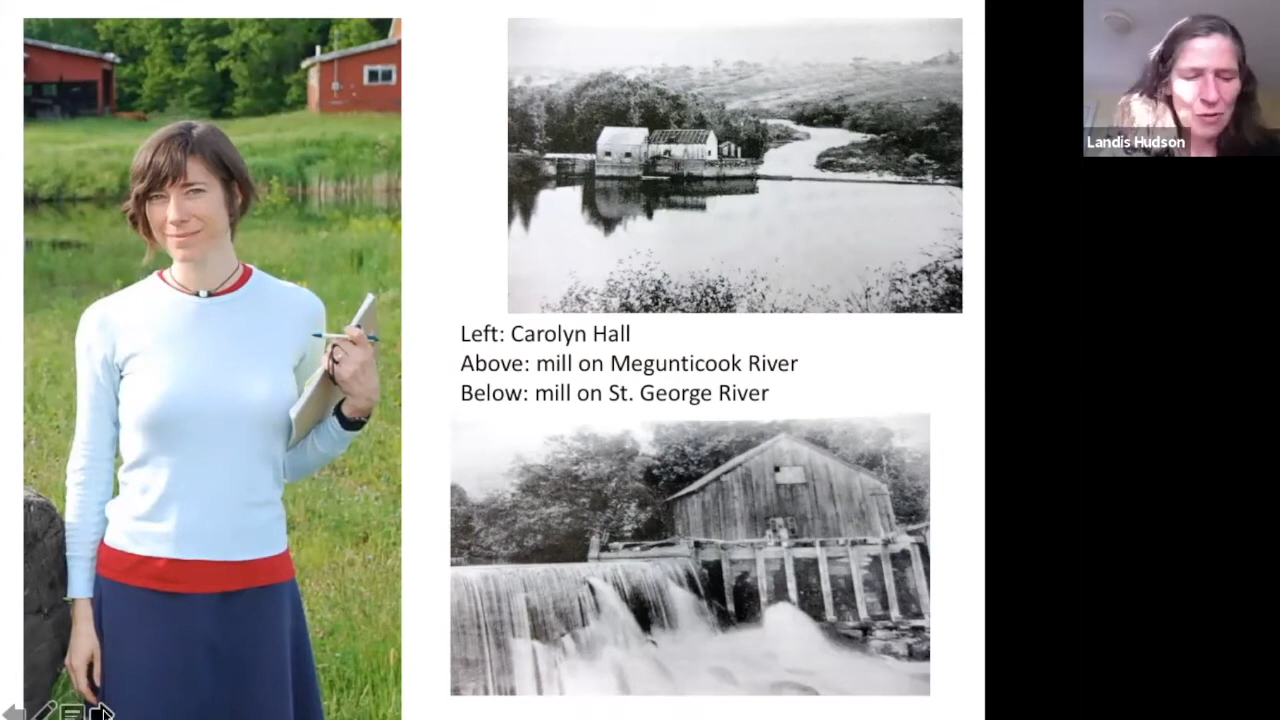 Landis Hudson
Left: Carolyn Hall
Above: mill on Megunticook River
Below: mill on St. George River